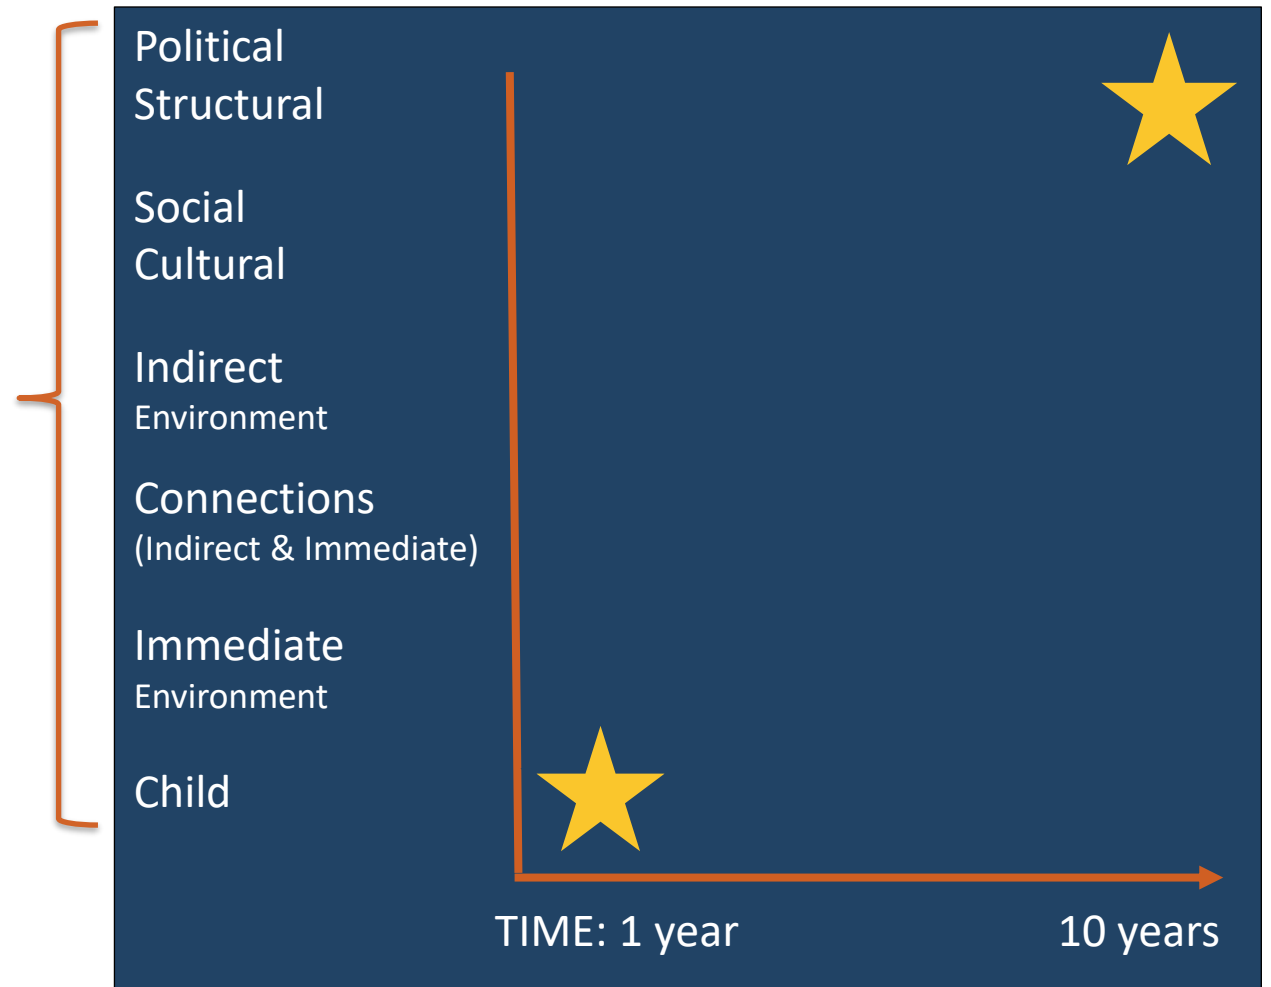 Political
Structural
Social
Cultural
Indirect
Environment
Connections
(Indirect & Immediate)
Immediate
Environment
Child
TIME: 1 year
10 years